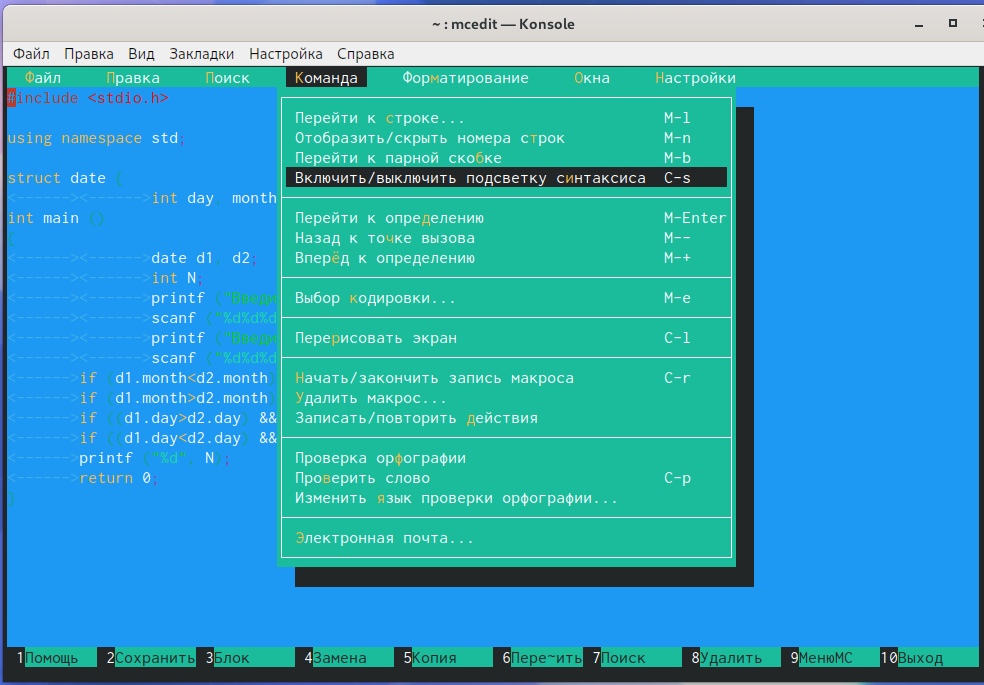 ~ : mcedit — Konsole
Файл Правка Вид Закладки Настройка Справка
Файл Правка Поиск Команда Форматирование Окна Настройки
#include <stdio.h>
Перейти к строке... M-l
using namespace std; Отобразить/скрыть номера строк M-n
Перейти к парной скобке M-b
struct date { Включить/выключить подсветку синтаксиса C-s
<------><------>int day, month
int main () Перейти к определению M-Enter
{ Назад к точке вызова M--
<------><------>date d1, d2; Вперёд к определению M-+
<------><------>int N;
<------><------>printf ("Введи Выбор кодировки... M-e
<------><------>scanf ("%d%d%d
<------><------>printf ("Введи Перерисовать экран C-l
<------><------>scanf ("%d%d%d
<------>if (d1.month<d2.month) Начать/закончить запись макроса C-r
<------>if (d1.month>d2.month) Удалить макрос...
<------>if ((d1.day>d2.day) && Записать/повторить действия
<------>if ((d1.day<d2.day) &&
<------>printf ("%d", N); Проверка орфографии
<------>return 0; Проверить слово C-p
} Изменить язык проверки орфографии...
Электронная почта...
1Помощь 2Сохранить 3Блок 4Замена 5Копия 6Пере~ить 7Поиск 8Удалить 9МенюMC 10Выход